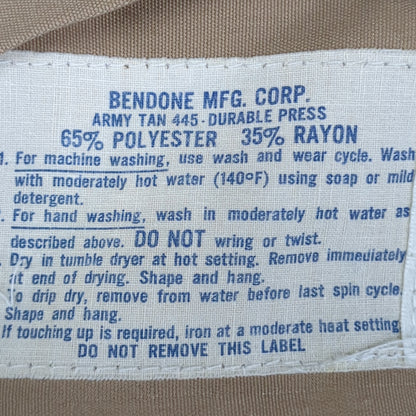 BENDONE MFG. CORP.
ARMY TAN 445-DURABLE PRESS
65% POLYESTER 35% RAYON
1. For machine washing, use wash and wear cycle. Wash
with moderately hot water (140°F) using soap or mild
detergent.
. For hand washing, wash in moderately hot water as
described above. DO NOT wring or twist.
. Dry in tumble dryer at hot setting. Remove immediately
at end of drying. Shape and hang.
To drip dry, remove from water before last spin cycle.
Shape and hang.
If touching up is required, iron at a moderate heat setting
DO NOT REMOVE THIS LABEL